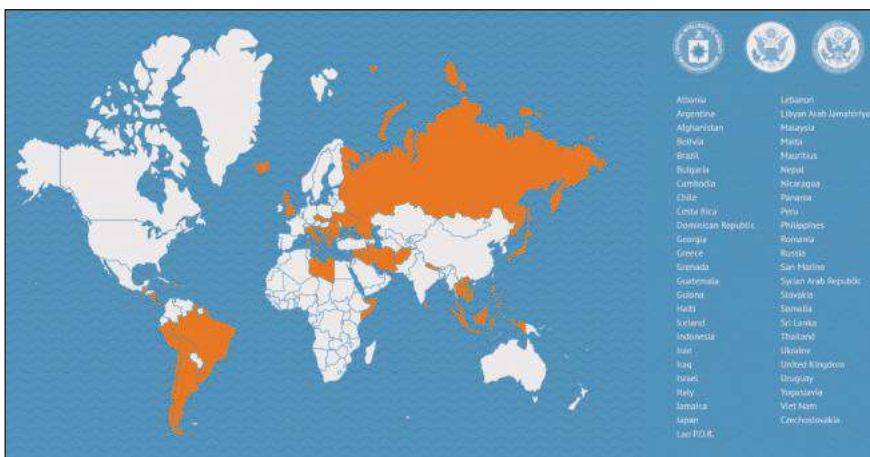 Albania
Argentina
Afghanistan
Bolivia
Brazil
Bulgaria
Cambodia
Chile
Costa Rica
Dominican Republic
Georgia
Greece
Grenada
Guatemala
Guiana
Haiti
Iceland
Indonesia
Iran
Iraq
Israel
Italy
Jamaica
Japan
Lao P.D.R.
Lebanon
Libyan Arab Jamahiriya
Malaysia
Malta
Mauritius
Nepal
Nicaragua
Panama
Peru
Philippines
Romania
Russia
San Marino
Syrian Arab Republic
Slovakia
Somalia
Sri Lanka
Thailand
Ukraine
United Kingdom
Uruguay
Yugoslavia
Viet Nam
Czechoslovakia